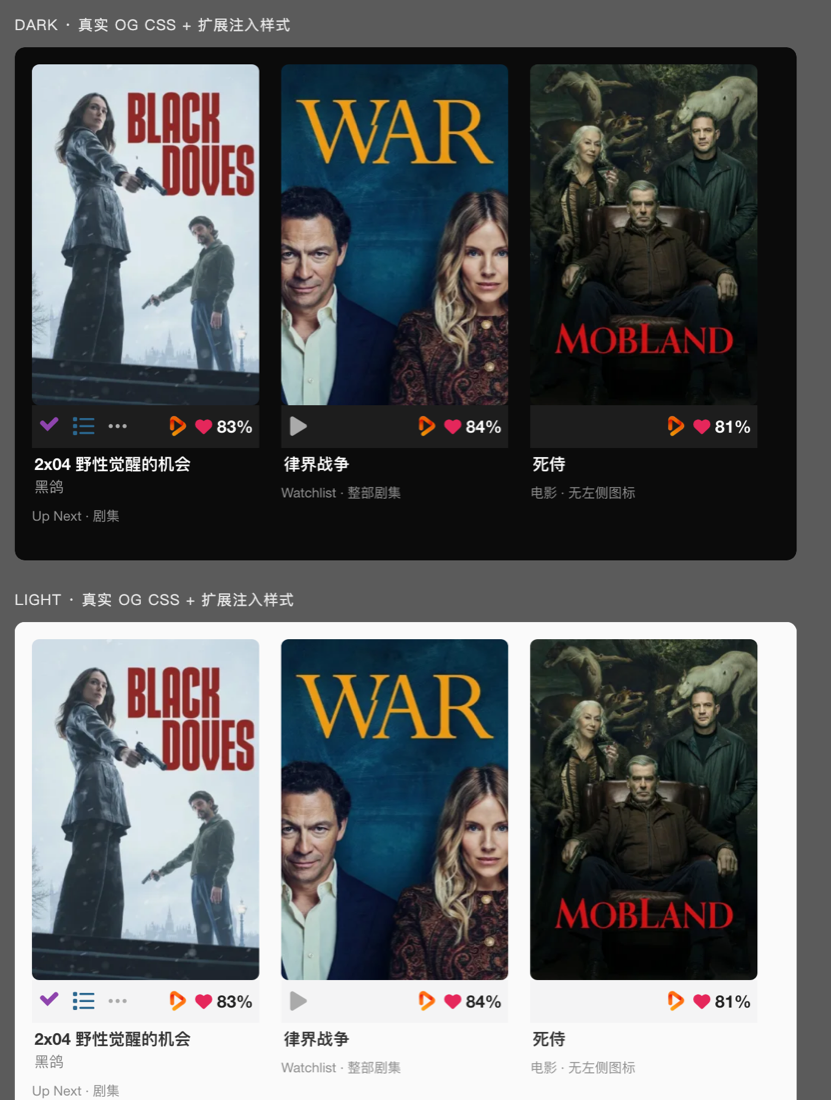 DARK · 真实 OG CSS + 扩展注入样式
BLACK
DOVES
WAR
MOBLAND
83%
84%
81%
2x04 野性觉醒的机会
律界战争
死侍
黑鸽
Watchlist · 整部剧集
电影 · 无左侧图标
Up Next · 剧集
LIGHT · 真实 OG CSS + 扩展注入样式
BLACK
DOVES
WAR
MOBLAND
83%
84%
81%
2x04 野性觉醒的机会
律界战争
死侍
黑鸽
Watchlist · 整部剧集
电影 · 无左侧图标
Up Next · 剧集